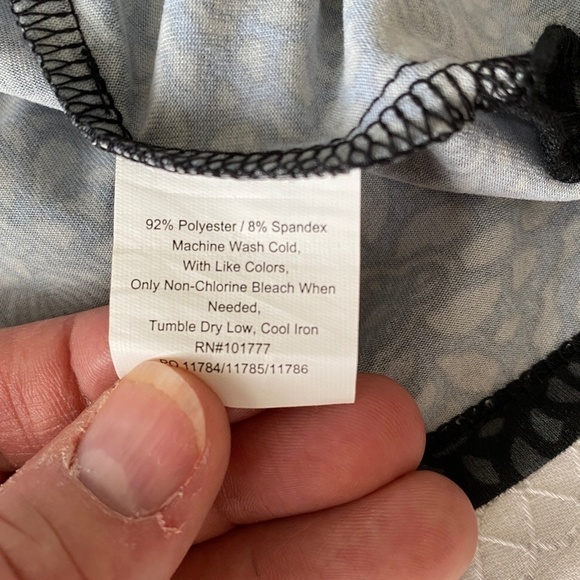 92% Polyester / 8% Spandex
Machine Wash Cold,
With Like Colors,
Only Non-Chlorine Bleach When
Needed,
Tumble Dry Low, Cool Iron
RN#101777
PO 11784/11785/11786